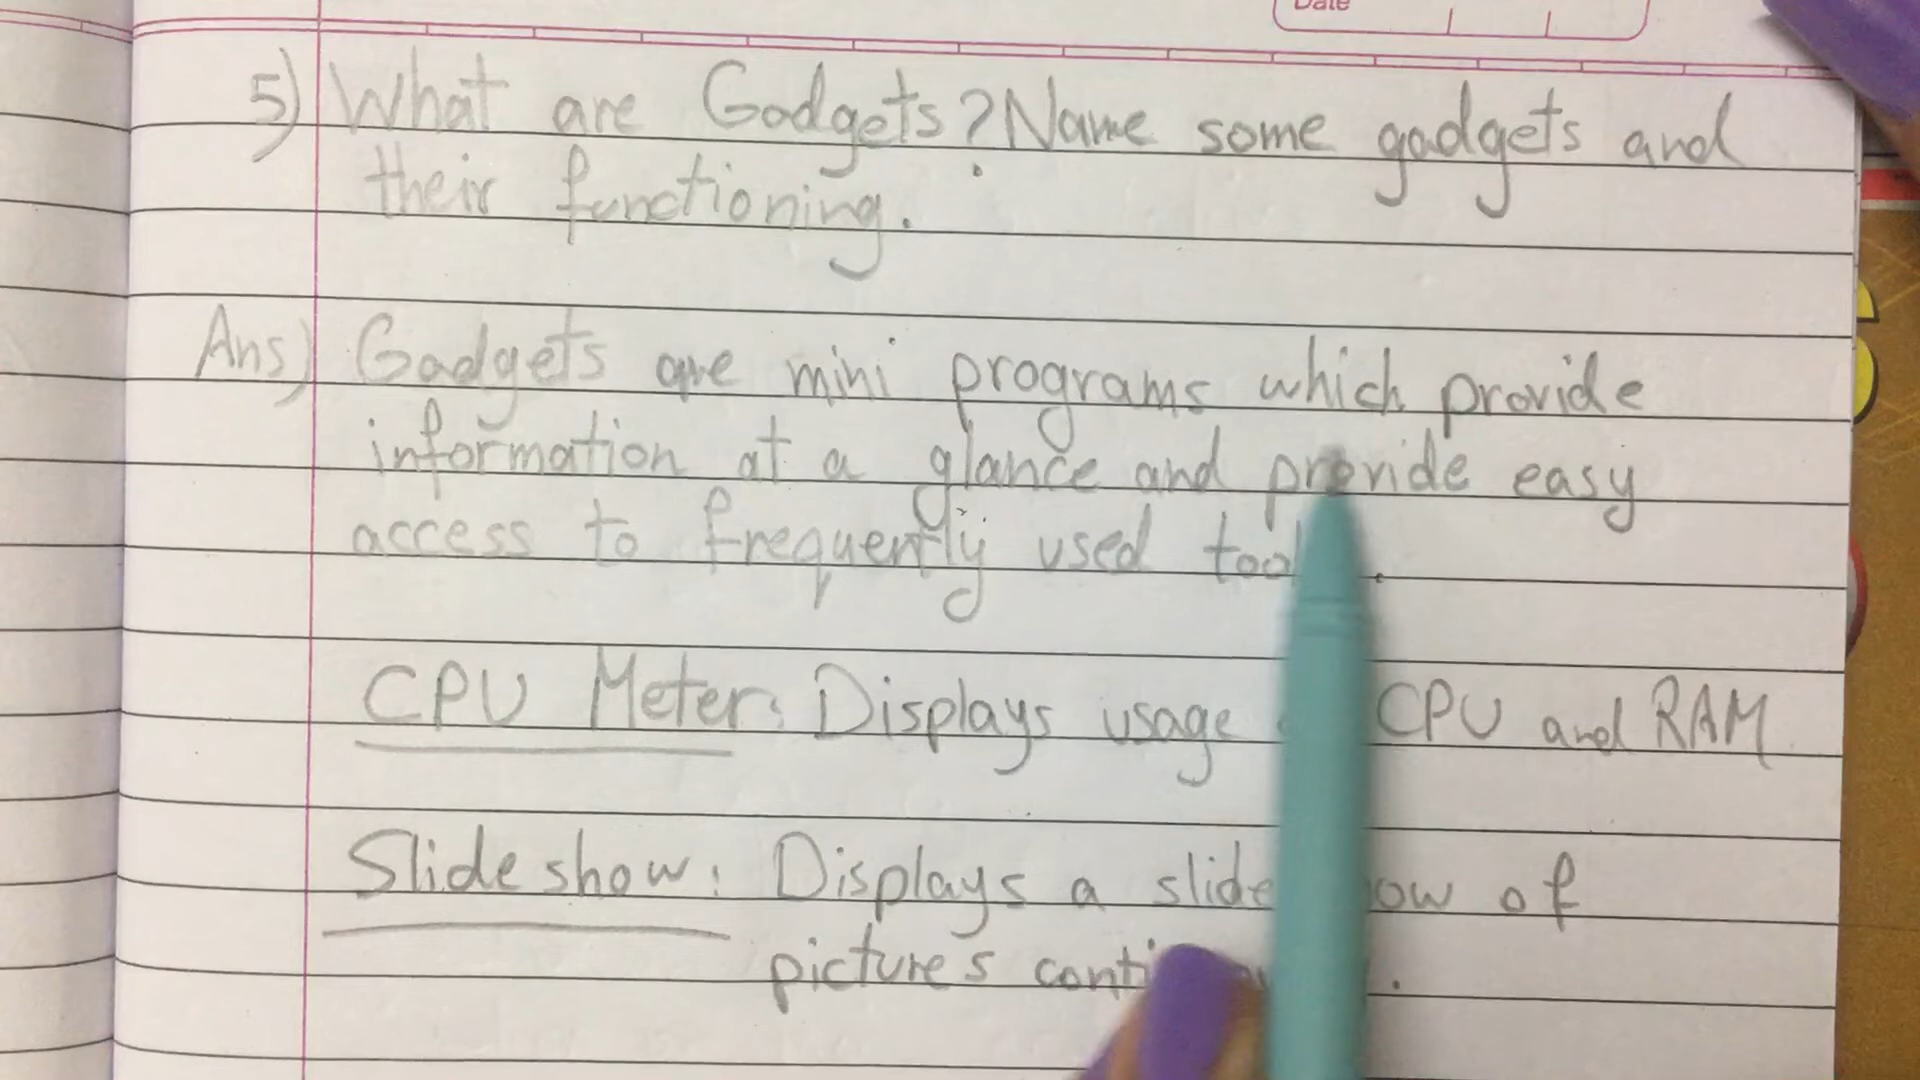 Date
5) What are Gadgets? Name some gadgets and
their functioning.
Ans) Gadgets are mini programs which provide
information at a glance and provide easy
access to frequently used
CPU Meter: Displays usage CPU and RAM
Slide show: Displays a slide of
pictures